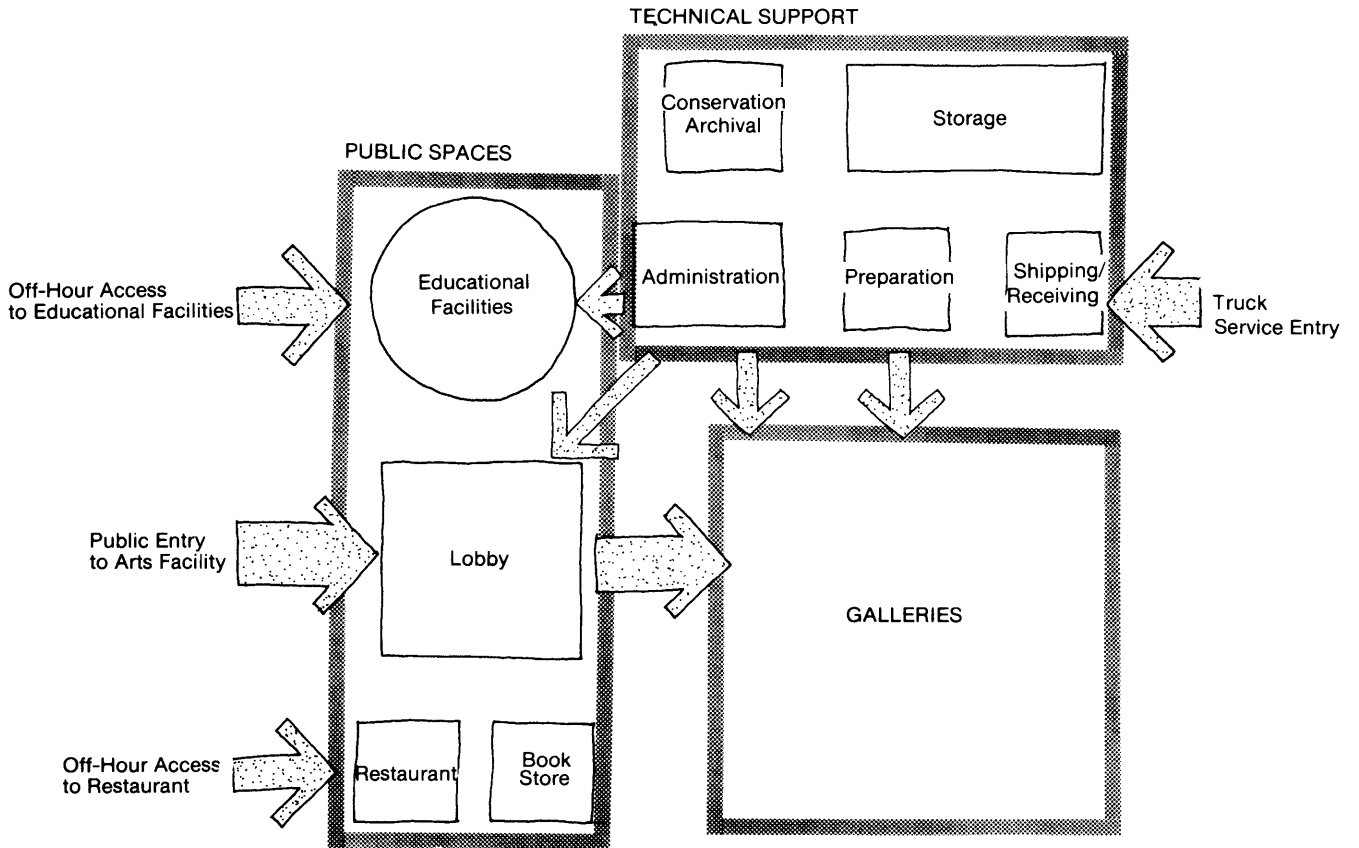 TECHNICAL SUPPORT
Conservation
Archival
Storage
PUBLIC SPACES
Educational
Facilities
Administration
Preparation
Shipping/
Receiving
Off-Hour Access
to Educational Facilities
Truck
Service Entry
Public Entry
to Arts Facility
Lobby
GALLERIES
Off-Hour Access
to Restaurant
Restaurant
Book
Store